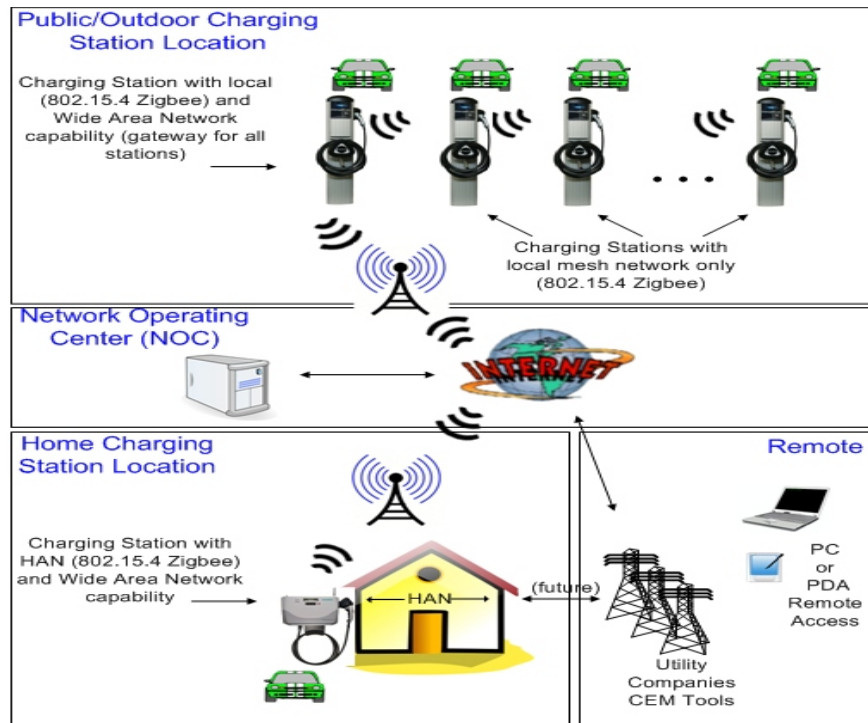 Public/Outdoor Charging
Station Location
Charging Station with local
(802.15.4 Zigbee) and
Wide Area Network
capability (gateway for all
stations)
Charging Stations with
local mesh network only
(802.15.4 Zigbee)
Network Operating
Center (NOC)
INTERNET
Home Charging
Station Location
Charging Station with
HAN (802.15.4 Zigbee)
and Wide Area Network
capability
HAN
(future)
Remote
PC
or
PDA
Remote
Access
Utility
Companies
CEM Tools